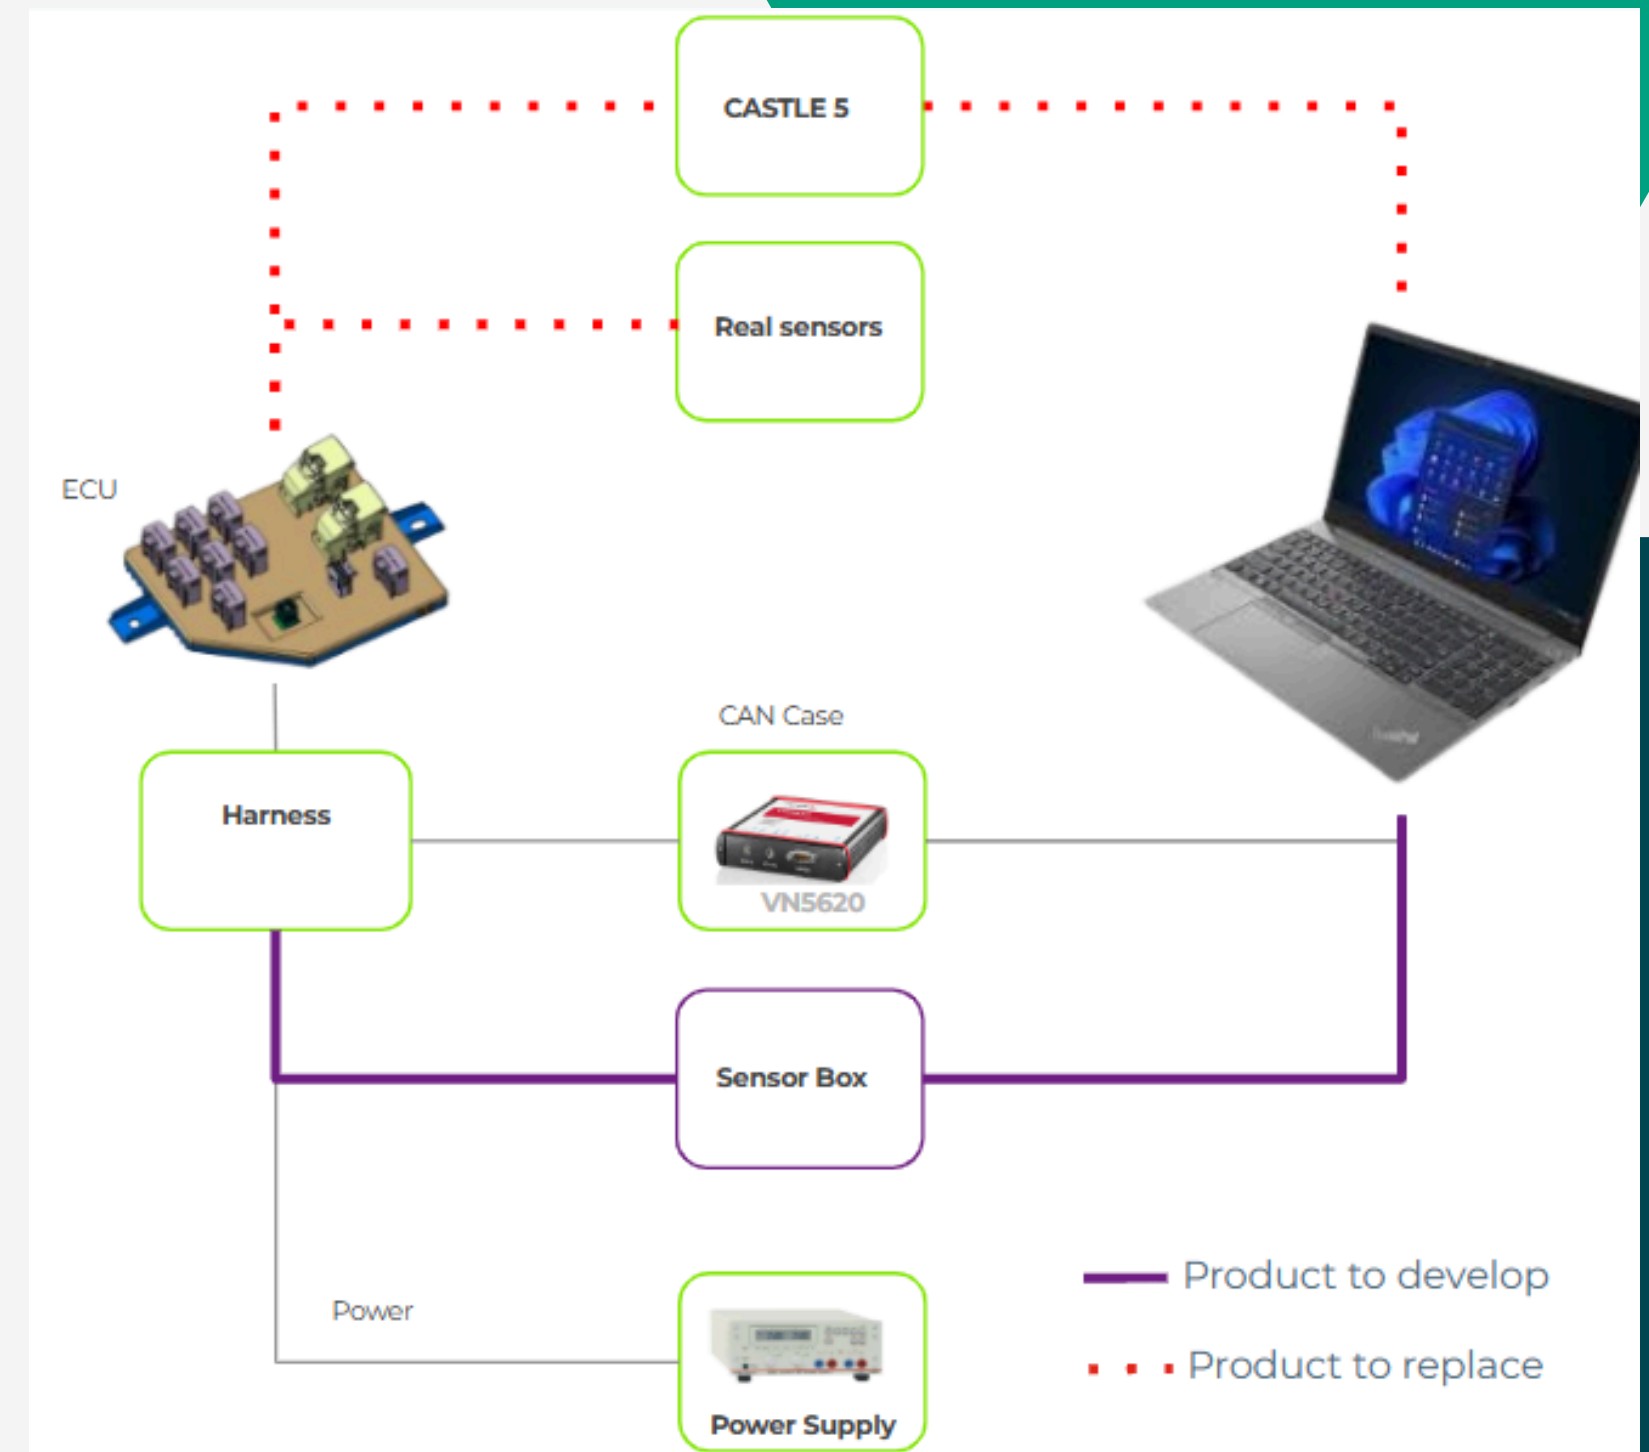 CASTLE 5
Real sensors
ECU
CAN Case
Harness
VN5620
Sensor Box
Product to develop
Power
Product to replace
Power Supply